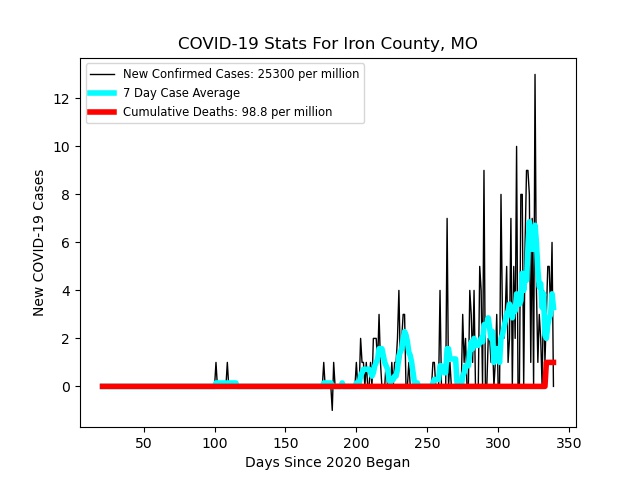 COVID-19 Stats For Iron County, MO
New Confirmed Cases: 25300 per million
7 Day Case Average
Cumulative Deaths: 98.8 per million
New COVID-19 Cases
12
10
8
6
4
2
0
50
100
150
200
250
300
350
Days Since 2020 Began